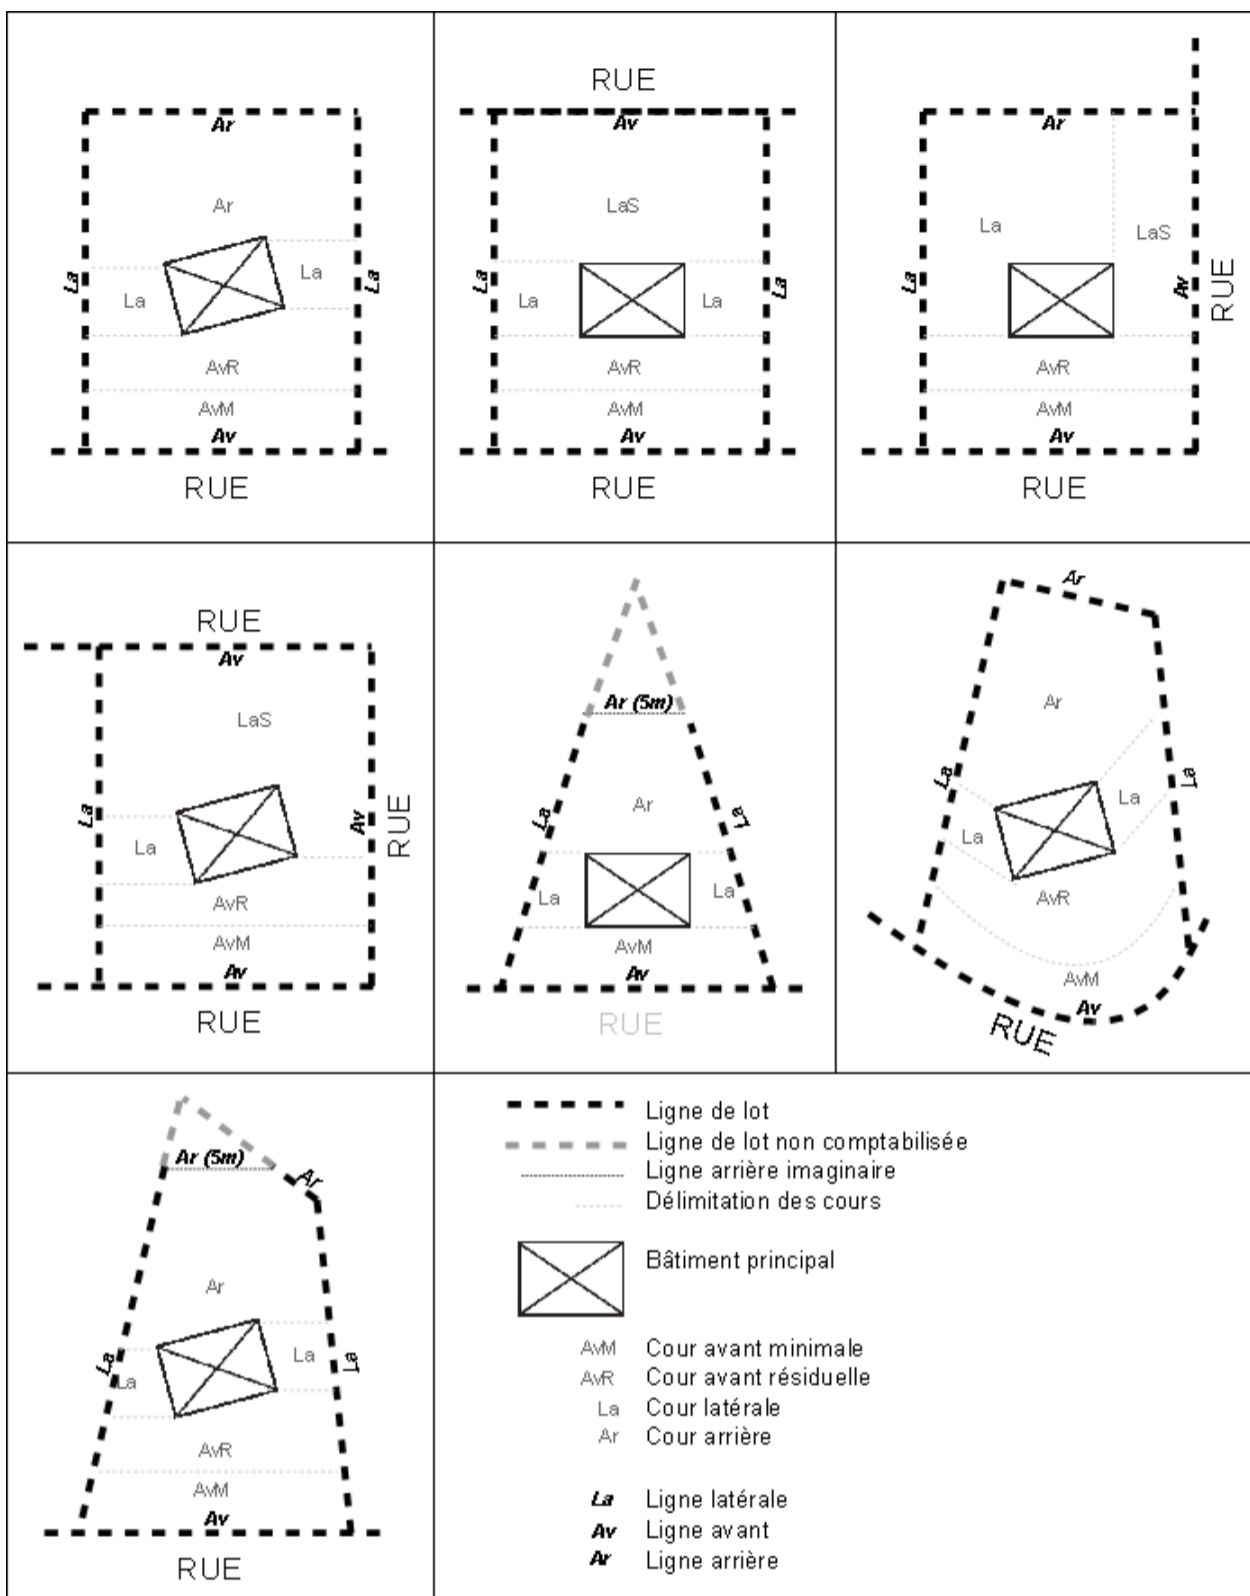 Ar
Ar
La
La
La
La
AvR
AvM
Av
RUE
RUE
Av
LaS
La
La
La
La
AvR
AvM
Av
RUE
Ar
La
LaS
La
Av
RUE
AvR
AvM
Av
RUE
RUE
Av
LaS
La
Av
RUE
La
AvR
AvM
Av
RUE
Ar (5m)
La
Ar
La
La
La
AvM
Av
RUE
Ar
Ar
La
La
La
La
AvR
AvM
Av
RUE
Ar (5m)
Ar
Ar
La
La
La
La
AvR
AvM
Av
RUE
Ligne de lot
Ligne de lot non comptabilisée
Ligne arrière imaginaire
Délimitation des cours
Bâtiment principal
AvM Cour avant minimale
AvR Cour avant résiduelle
La Cour latérale
Ar Cour arrière
La Ligne latérale
Av Ligne avant
Ar Ligne arrière